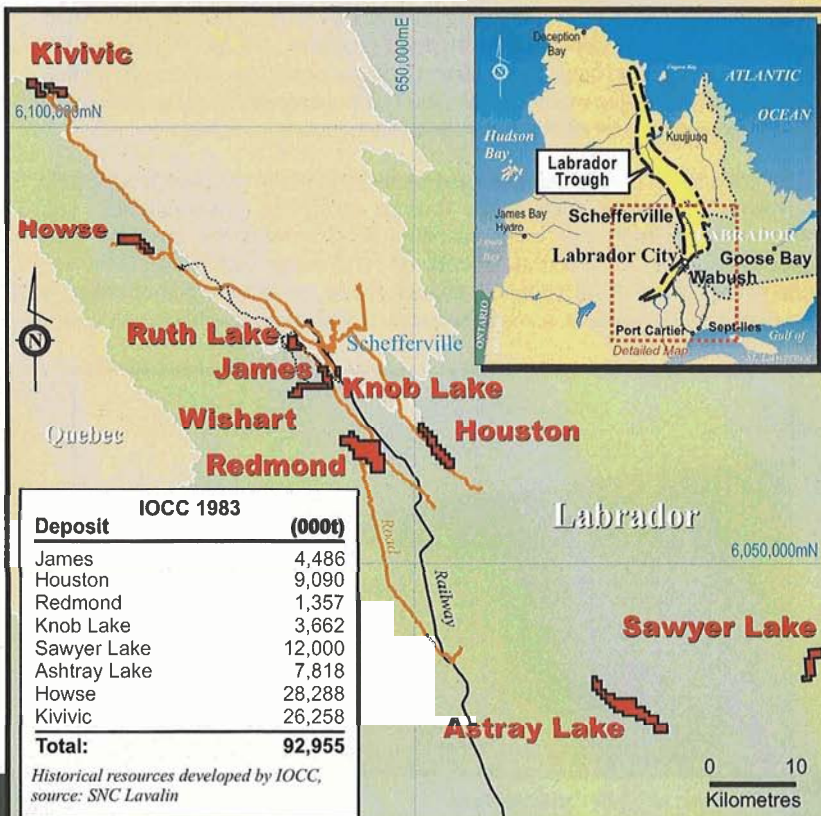 Kivivic
6,100,000mN
650,000mE
Howse
Ruth Lake
Schefferville
James
Knob Lake
Wishart
Houston
Quebec
Redmond
Labrador
6,050,000mN
Road
Railway
Sawyer Lake
Astray Lake
0 10
Kilometres
N
Deception
Bay
ATLANTIC
OCEAN
Hudson
Bay
Kuujjuaq
Labrador
Trough
Schefferville
James Bay
Hydro
LABRADOR
Labrador City
Goose Bay
Wabush
ONTARIO
Port Cartier
Sept-Iles
Gulf of
St. Lawrence
Detailed Map
IOCC 1983
Deposit (000t)
James 4,486
Houston 9,090
Redmond 1,357
Knob Lake 3,662
Sawyer Lake 12,000
Ashtray Lake 7,818
Howse 28,288
Kivivic 26,258
Total: 92,955
Historical resources developed by IOCC,
source: SNC Lavalin